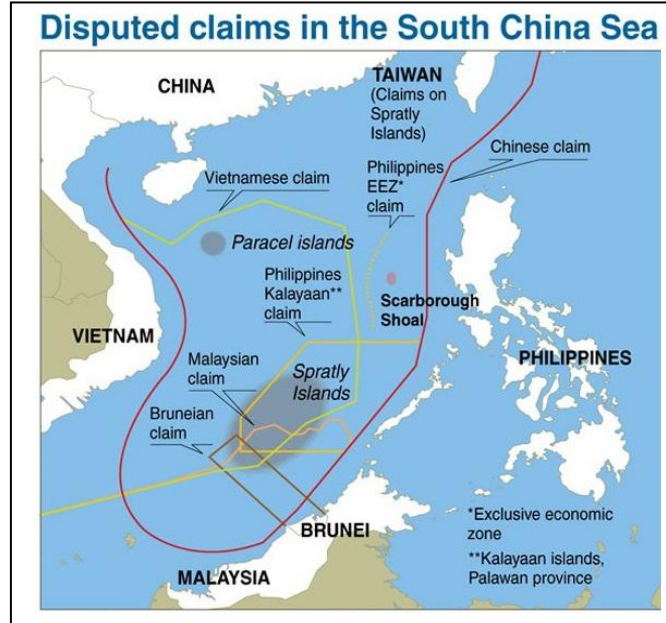 Disputed claims in the South China Sea
CHINA
TAIWAN
(Claims on
Spratly
Islands)
Chinese claim
Vietnamese claim
Philippines
EEZ*
claim
Paracel islands
Philippines
Kalayaan**
claim
Scarborough
Shoal
VIETNAM
PHILIPPINES
Malaysian
claim
Spratly
Islands
Bruneian
claim
BRUNEI
MALAYSIA
*Exclusive economic
zone
**Kalayaan islands,
Palawan province